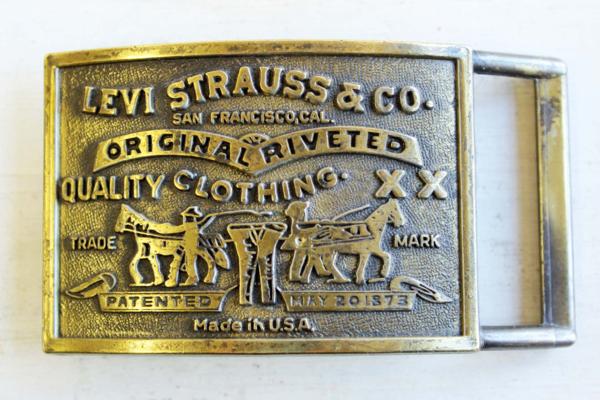 LEVI STRAUSS & CO.
SAN FRANCISCO, CAL.
ORIGINAL RIVETED
QUALITY CLOTHING. XX
TRADE MARK
PATENTED MAY 20 1873
Made in U.S.A.